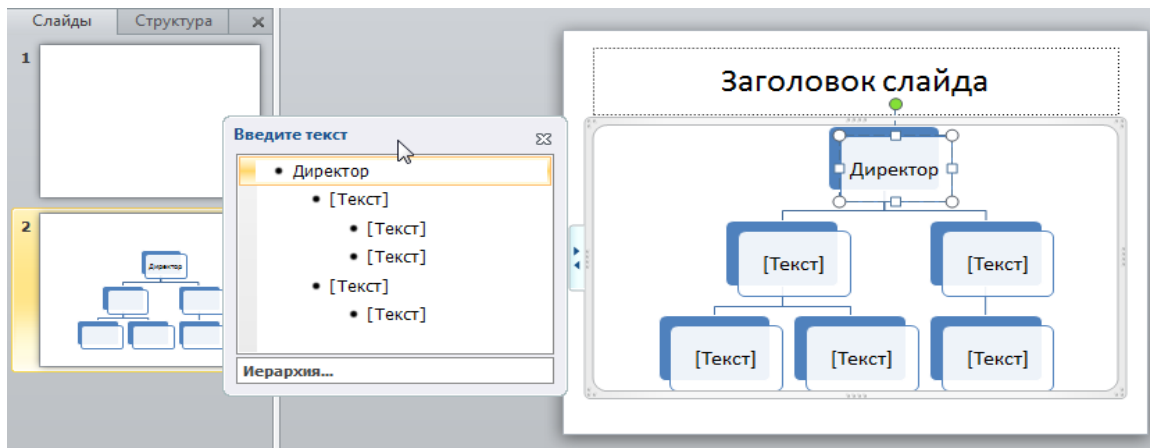 Слайды Структура
1
2
Директор
Введите текст
Директор
[Текст]
[Текст]
[Текст]
[Текст]
[Текст]
Иерархия...
Заголовок слайда
Директор
[Текст] [Текст]
[Текст] [Текст] [Текст]